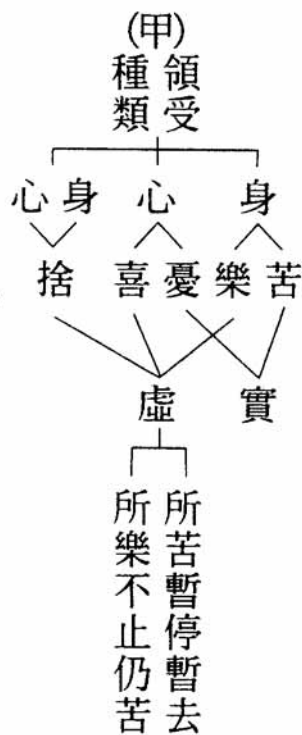 (甲)
領受
種類
身
心
身心
苦
樂
憂
喜
捨
實
虛
所苦暫停暫去
所樂不止仍苦